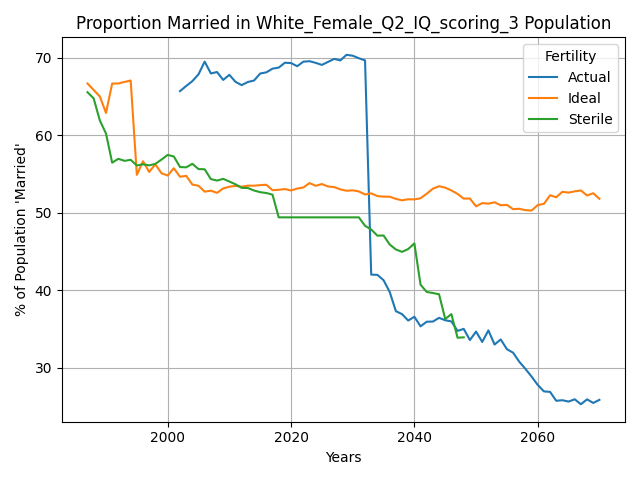 Proportion Married in White_Female_Q2_IQ_scoring_3 Population
% of Population 'Married'
70
60
50
40
30
Fertility
Actual
Ideal
Sterile
2000
2020
2040
2060
Years